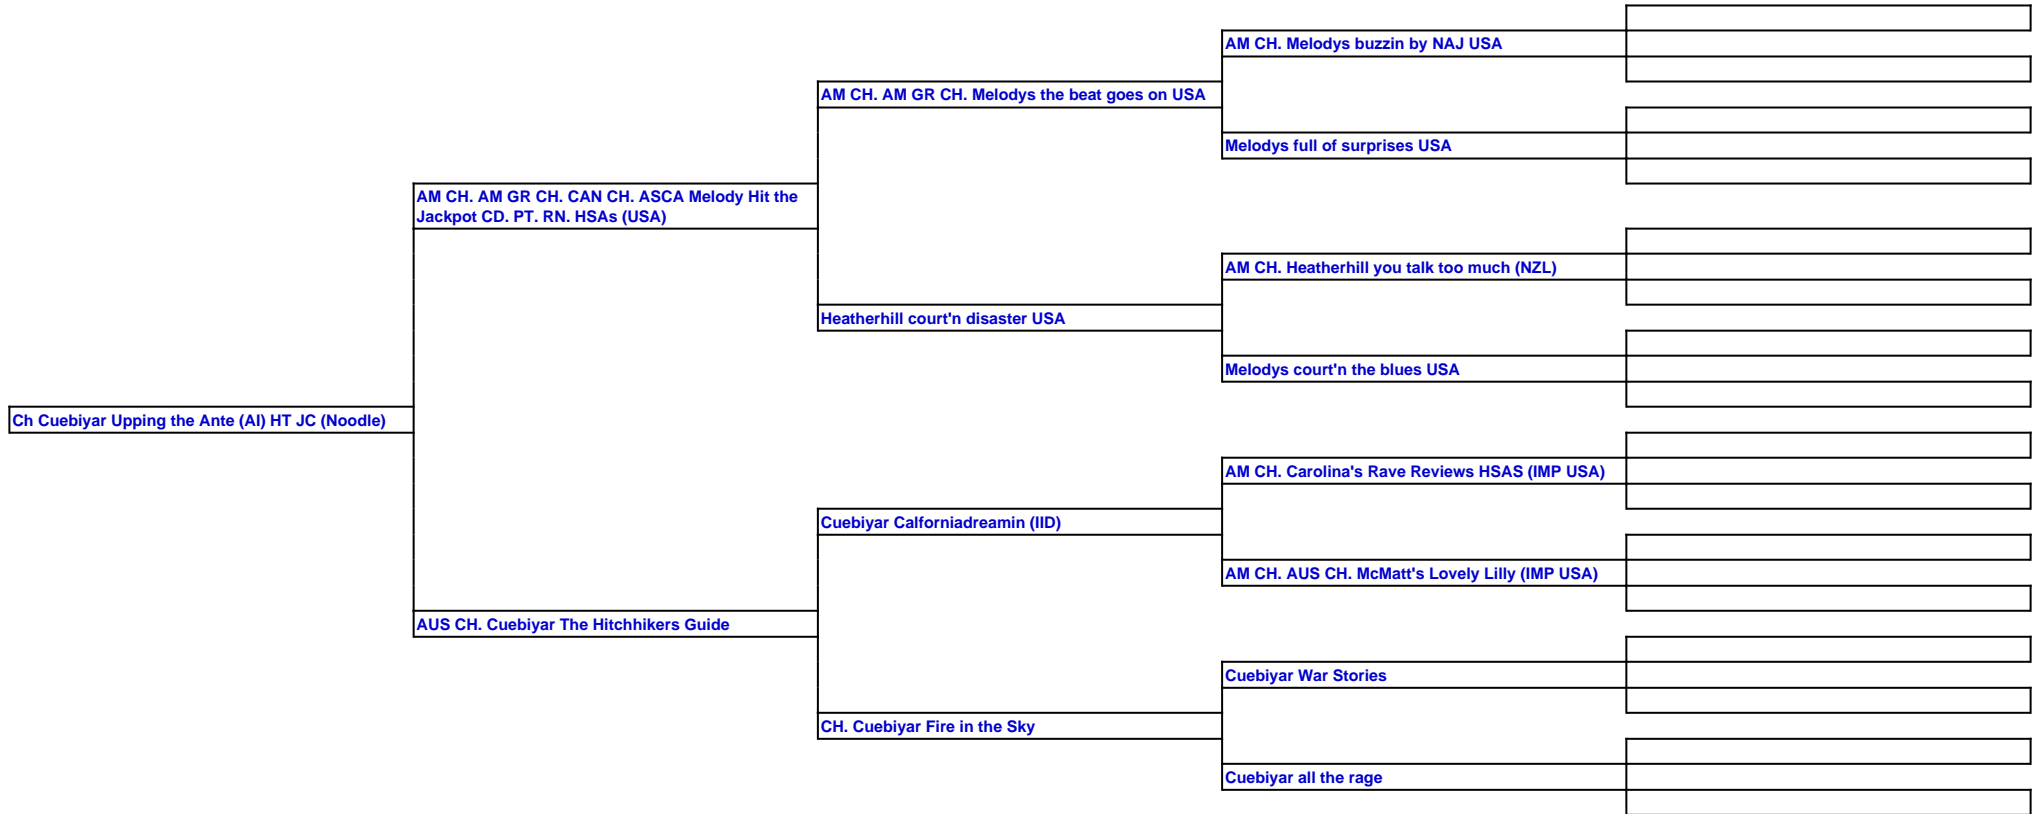 AM CH. Melodys buzzin by NAJ USA
AM CH. AM GR CH. Melodys the beat goes on USA
Melodys full of surprises USA
AM CH. AM GR CH. CAN CH. ASCA Melody Hit the
Jackpot CD. PT. RN. HSAs (USA)
AM CH. Heatherhill you talk too much (NZL)
Heatherhill court'n disaster USA
Melodys court'n the blues USA
Ch Cuebiyar Upping the Ante (AI) HT JC (Noodle)
AM CH. Carolina's Rave Reviews HSAS (IMP USA)
Cuebiyar Calforniadreamin (IID)
AM CH. AUS CH. McMatt's Lovely Lilly (IMP USA)
AUS CH. Cuebiyar The Hitchhikers Guide
Cuebiyar War Stories
CH. Cuebiyar Fire in the Sky
Cuebiyar all the rage